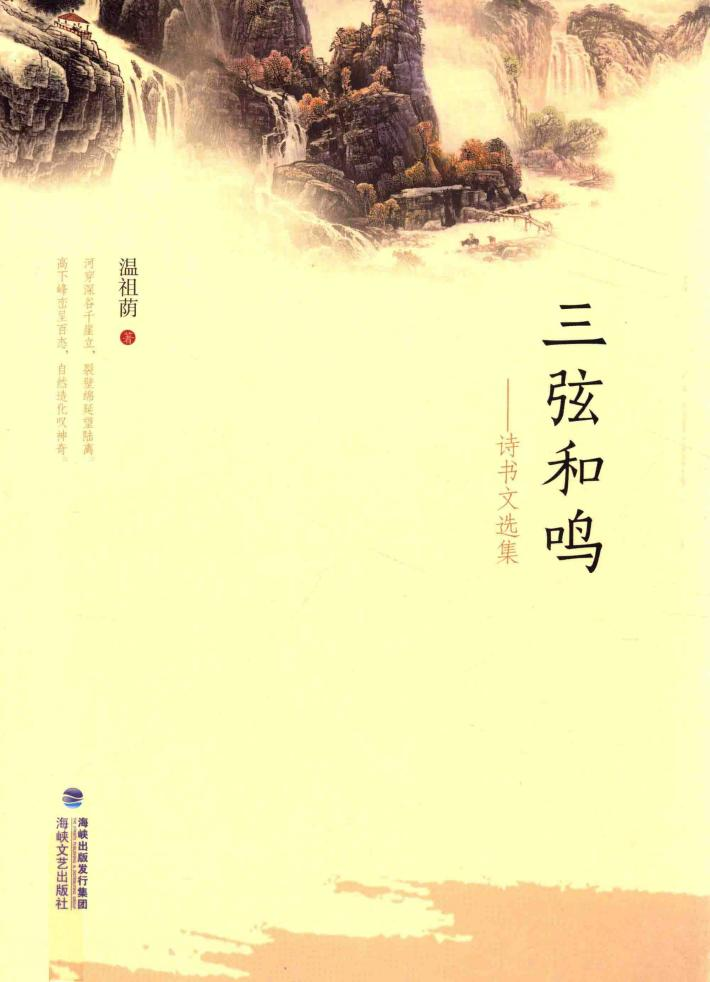 三弦和鸣
——诗书文选集
温祖荫 著
河穿深谷千崖立，裂壁绵延望陆离。
高下峰峦呈百态，自然造化叹神奇。
海峡出版发行集团
海峡文艺出版社